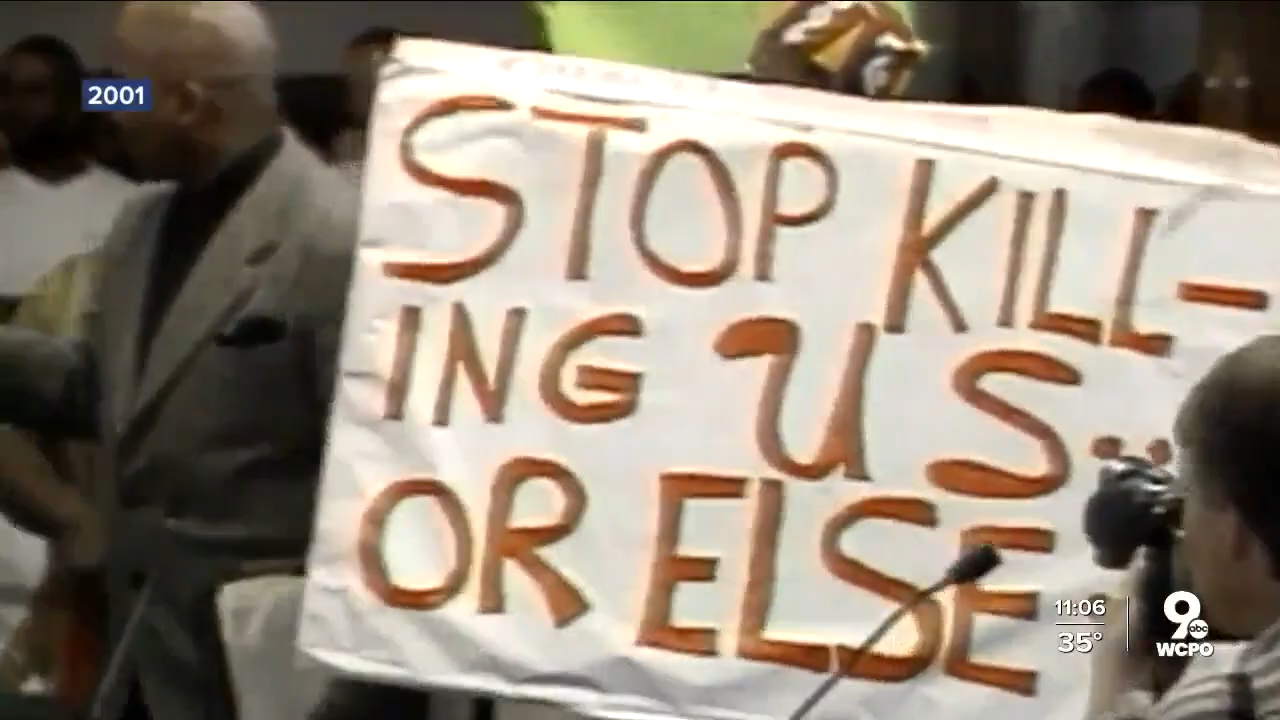 2001
STOP KILL-
ING US..
OR ELSE
11:06
35°
9
abc
WCPO